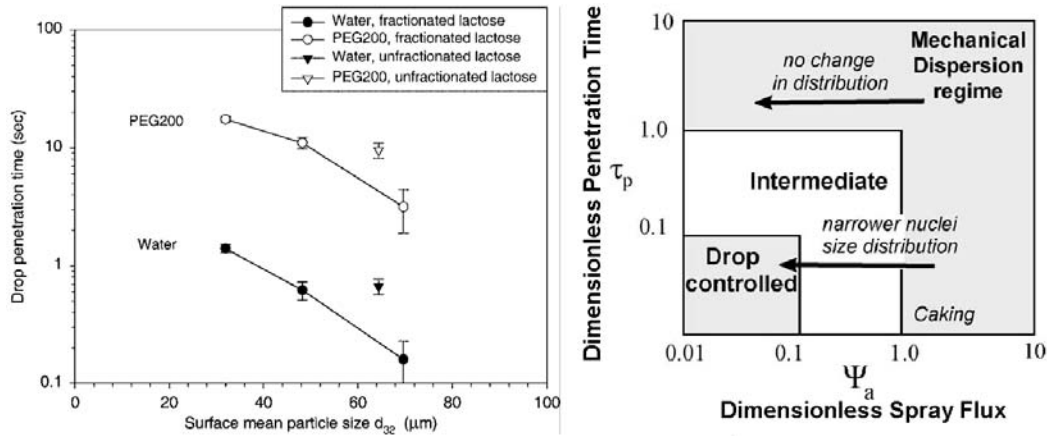 Water, fractionated lactose
PEG200, fractionated lactose
Water, unfractionated lactose
PEG200, unfractionated lactose
100
10
1
0.1
Drop penetration time (sec)
PEG200
Water
0
20
40
60
80
100
Surface mean particle size d32 (μm)
Dimensionless Penetration Time
10
1.0
τp
0.1
Mechanical
Dispersion
regime
no change
in distribution
Intermediate
narrower nuclei
size distribution
Drop
controlled
Caking
0.01
0.1
1.0
10
Ψa
Dimensionless Spray Flux